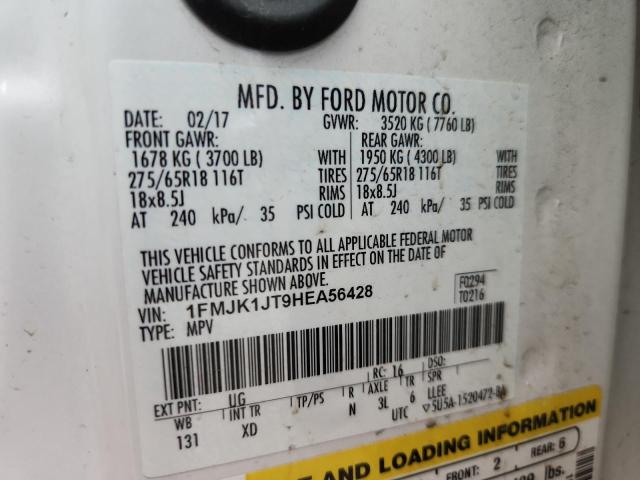 MFD. BY FORD MOTOR CO.
DATE: 02/17 GVWR: 3520 KG ( 7760 LB)
FRONT GAWR: REAR GAWR:
1678 KG ( 3700 LB) WITH 1950 KG ( 4300 LB) WITH
275/65R18 116T TIRES 275/65R18 116T TIRES
18x8.5J RIMS 18x8.5J RIMS
AT 240 kPa/ 35 PSI COLD AT 240 kPa/ 35 PSI COLD
THIS VEHICLE CONFORMS TO ALL APPLICABLE FEDERAL MOTOR
VEHICLE SAFETY STANDARDS IN EFFECT ON THE DATE OF
MANUFACTURE SHOWN ABOVE.
F0294
VIN: 1FMJK1JT9HEA56428 T0216
TYPE: MPV
RC: 16 DSO:
EXT PNT: UG
WB INT TR TP/PS R AXLE TR SPR
131 XD N 3L 6 LLEE
UTC 5U5A-1520472-
AND LOADING INFORMATION
FRONT: 2 REAR: 6
lbs.